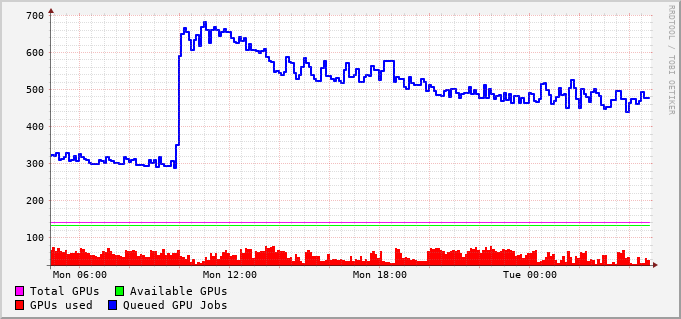 700
600
500
400
300
200
100
Mon 06:00 Mon 12:00 Mon 18:00 Tue 00:00
Total GPUs Available GPUs
GPUs used Queued GPU Jobs
RRDTOOL / TOBI OETIKER